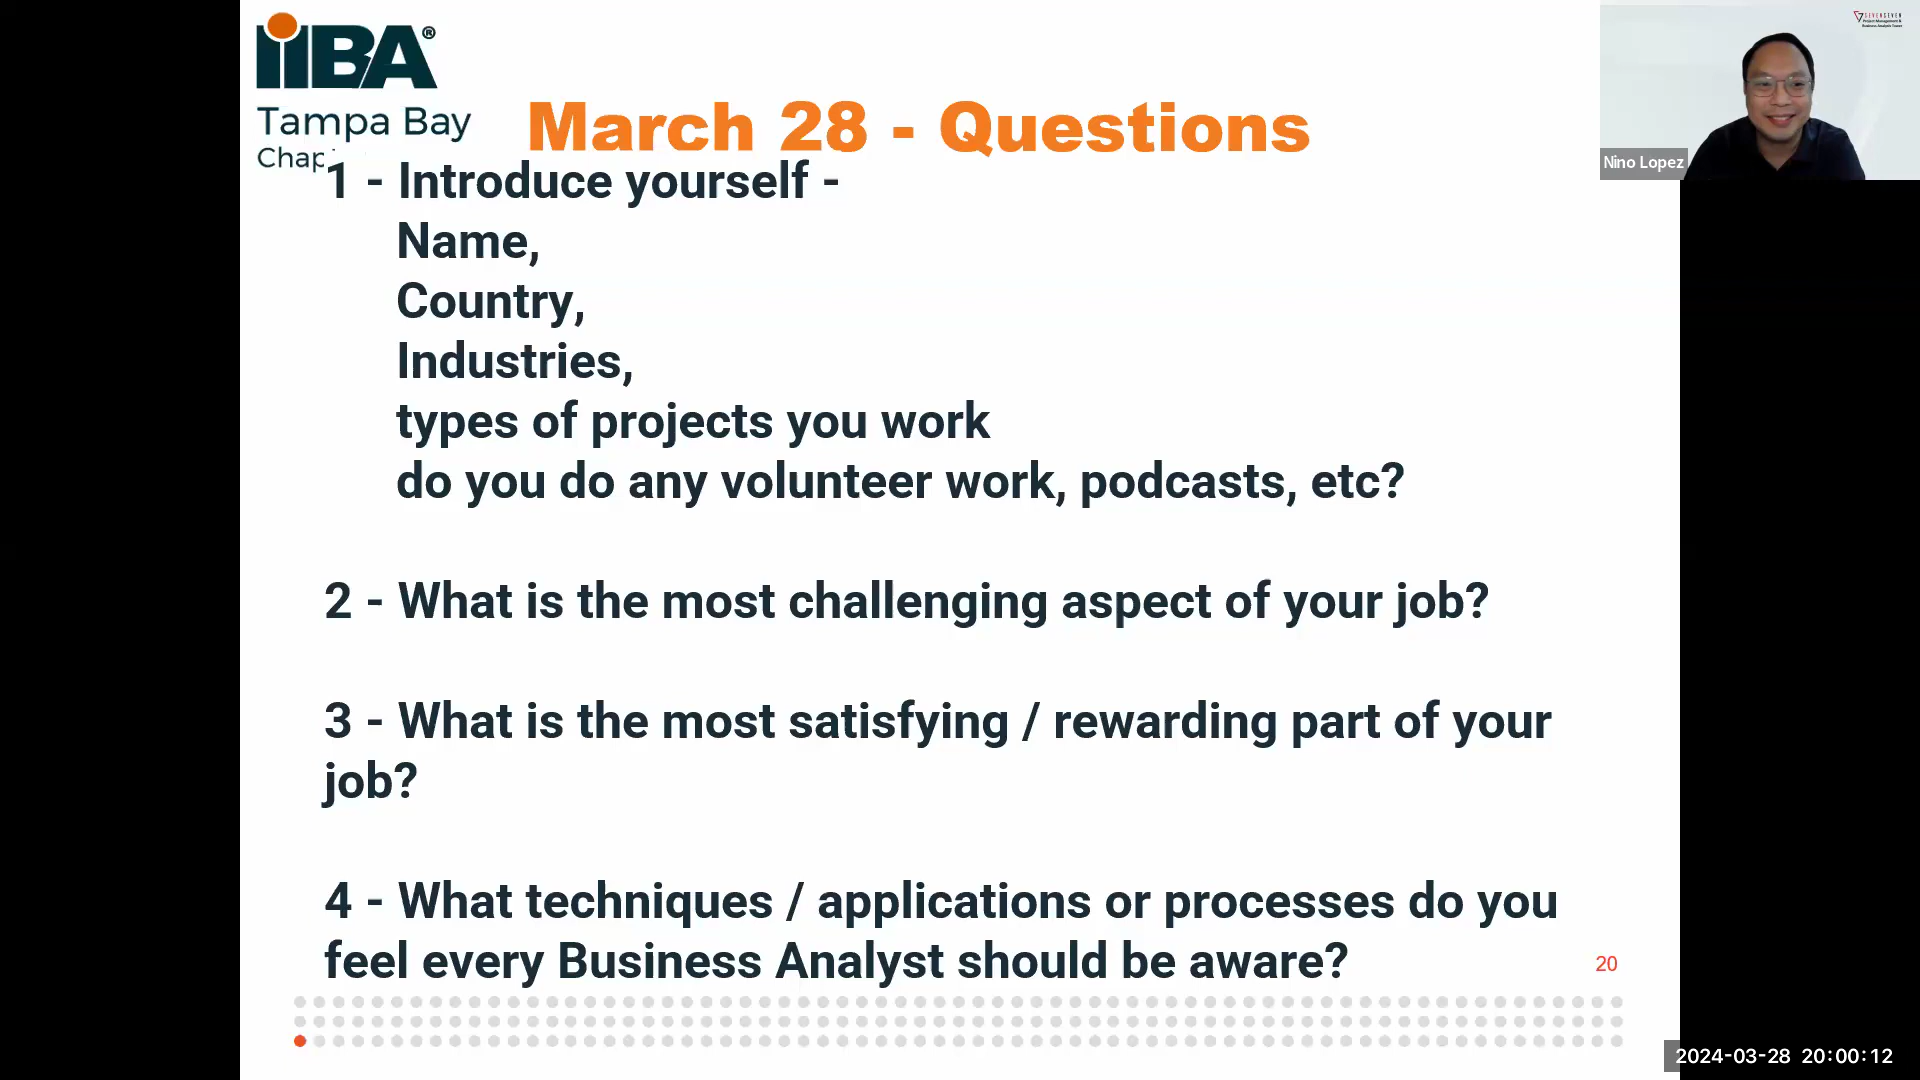 iiBA®
Tampa Bay
March 28 - Questions
1 - Introduce yourself -
Name,
Country,
Industries,
types of projects you work
do you do any volunteer work, podcasts, etc?
2 - What is the most challenging aspect of your job?
3 - What is the most satisfying / rewarding part of your
job?
4 - What techniques / applications or processes do you
feel every Business Analyst should be aware?
20
Nino Lopez
2024-03-28 20:00:12